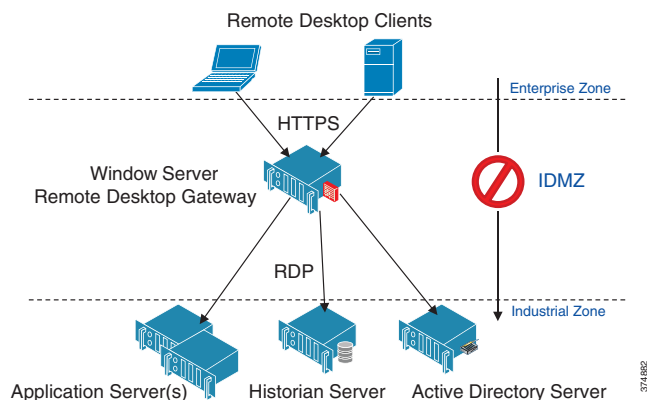 Remote Desktop Clients
Enterprise Zone
HTTPS
Window Server
Remote Desktop Gateway
IDMZ
RDP
Industrial Zone
Application Server(s)
Historian Server
Active Directory Server
374882